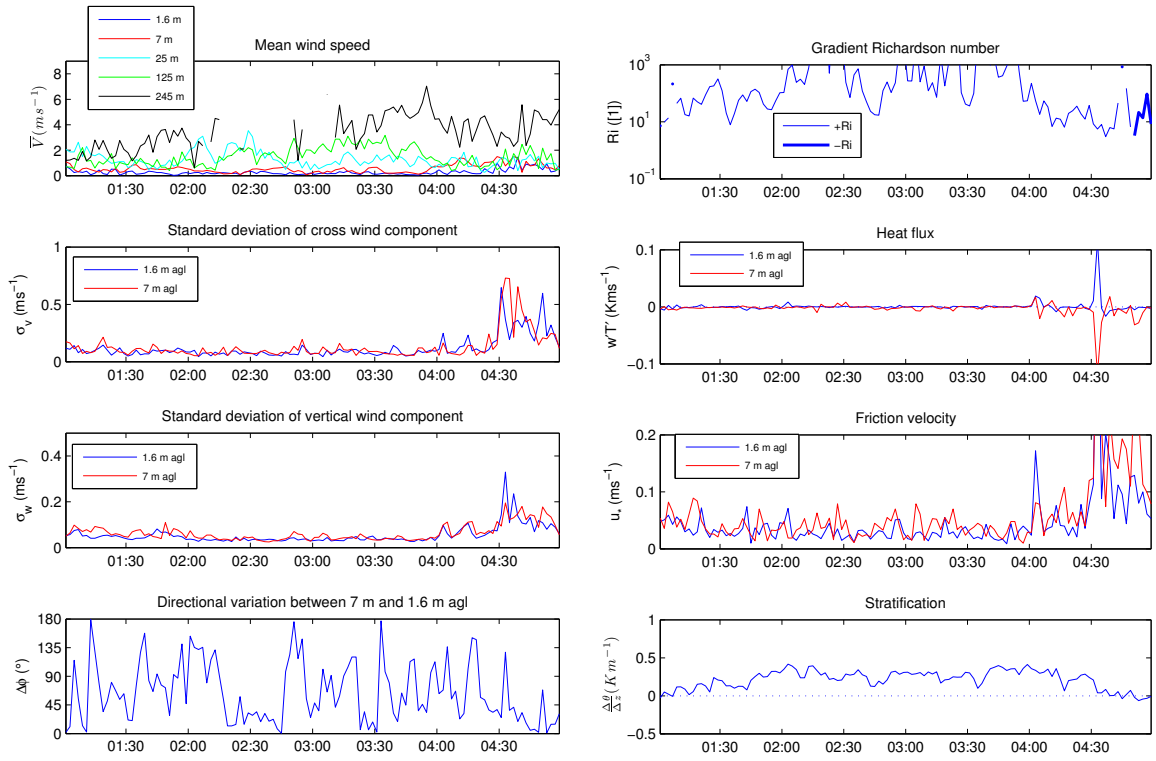 Mean wind speed
1.6 m
7 m
25 m
125 m
245 m
V̅ (m s⁻¹)
8
6
4
2
0
01:30 02:00 02:30 03:00 03:30 04:00 04:30
Gradient Richardson number
Ri ([1]
10³
10¹
10⁻¹
+Ri
−Ri
01:30 02:00 02:30 03:00 03:30 04:00 04:30
Standard deviation of cross wind component
1.6 m agl
7 m agl
σᵥ (ms⁻¹)
1
0.5
0
01:30 02:00 02:30 03:00 03:30 04:00 04:30
Heat flux
1.6 m agl
7 m agl
w'T' (Kms⁻¹)
0.1
0
−0.1
01:30 02:00 02:30 03:00 03:30 04:00 04:30
Standard deviation of vertical wind component
1.6 m agl
7 m agl
σ_w (ms⁻¹)
0.4
0.2
0
01:30 02:00 02:30 03:00 03:30 04:00 04:30
Friction velocity
1.6 m agl
7 m agl
u* (ms⁻¹)
0.2
0.1
0
01:30 02:00 02:30 03:00 03:30 04:00 04:30
Directional variation between 7 m and 1.6 m agl
Δϕ (°)
180
135
90
45
0
01:30 02:00 02:30 03:00 03:30 04:00 04:30
Stratification
Δθ/Δz (K m⁻¹)
1
0.5
0
−0.5
01:30 02:00 02:30 03:00 03:30 04:00 04:30